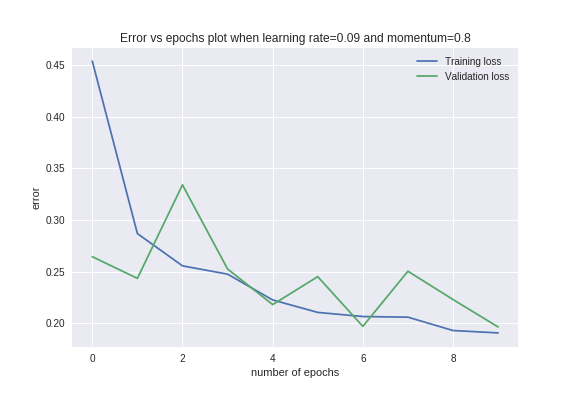 Error vs epochs plot when learning rate=0.09 and momentum=0.8
Training loss
Validation loss
0.45
0.40
0.35
0.30
0.25
0.20
error
0 2 4 6 8
number of epochs